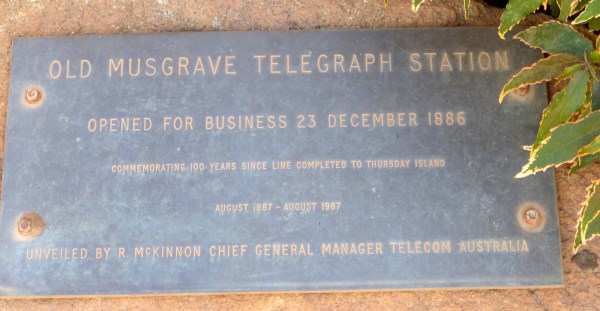 OLD MUSGRAVE TELEGRAPH STATION
OPENED FOR BUSINESS 23 DECEMBER 1886
COMMEMORATING 100 YEARS SINCE LINE COMPLETED TO THURSDAY ISLAND
AUGUST 1887 - AUGUST 1987
UNVEILED BY R. McKINNON CHIEF GENERAL MANAGER TELECOM AUSTRALIA